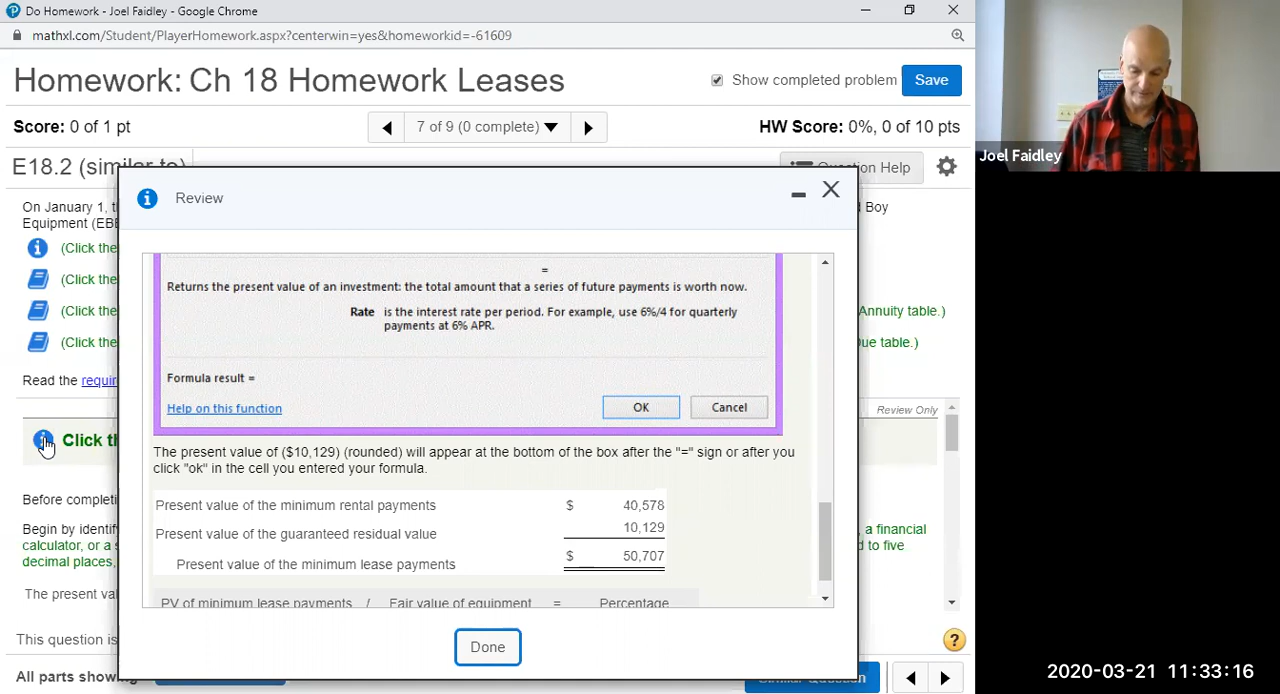 Do Homework - Joel Faidley - Google Chrome
mathxl.com/Student/PlayerHomework.aspx?centerwin=yes&homeworkid=-61609
Homework: Ch 18 Homework Leases
Show completed problem
Save
Score: 0 of 1 pt
7 of 9 (0 complete)
HW Score: 0%, 0 of 10 pts
E18.2 (similar to)
Question Help
Joel Faidley
On January 1, t
Boy
Equipment (EBE
(Click the
(Click the
(Click the
Annuity table.)
(Click the
ue table.)
Read the requir
Review Only
Click th
Before completi
Begin by identif
, a financial
calculator, or a s
d to five
decimal places,
The present val
This question is
?
All parts showing
Similar Question
Review
=
Returns the present value of an investment: the total amount that a series of future payments is worth now.
Rate is the interest rate per period. For example, use 6%/4 for quarterly
payments at 6% APR.
Formula result =
Help on this function
OK
Cancel
The present value of ($10,129) (rounded) will appear at the bottom of the box after the "=" sign or after you
click "ok" in the cell you entered your formula.
Present value of the minimum rental payments $ 40,578
Present value of the guaranteed residual value 10,129
Present value of the minimum lease payments $ 50,707
PV of minimum lease payments / Fair value of equipment = Percentage
Done
2020-03-21 11:33:16